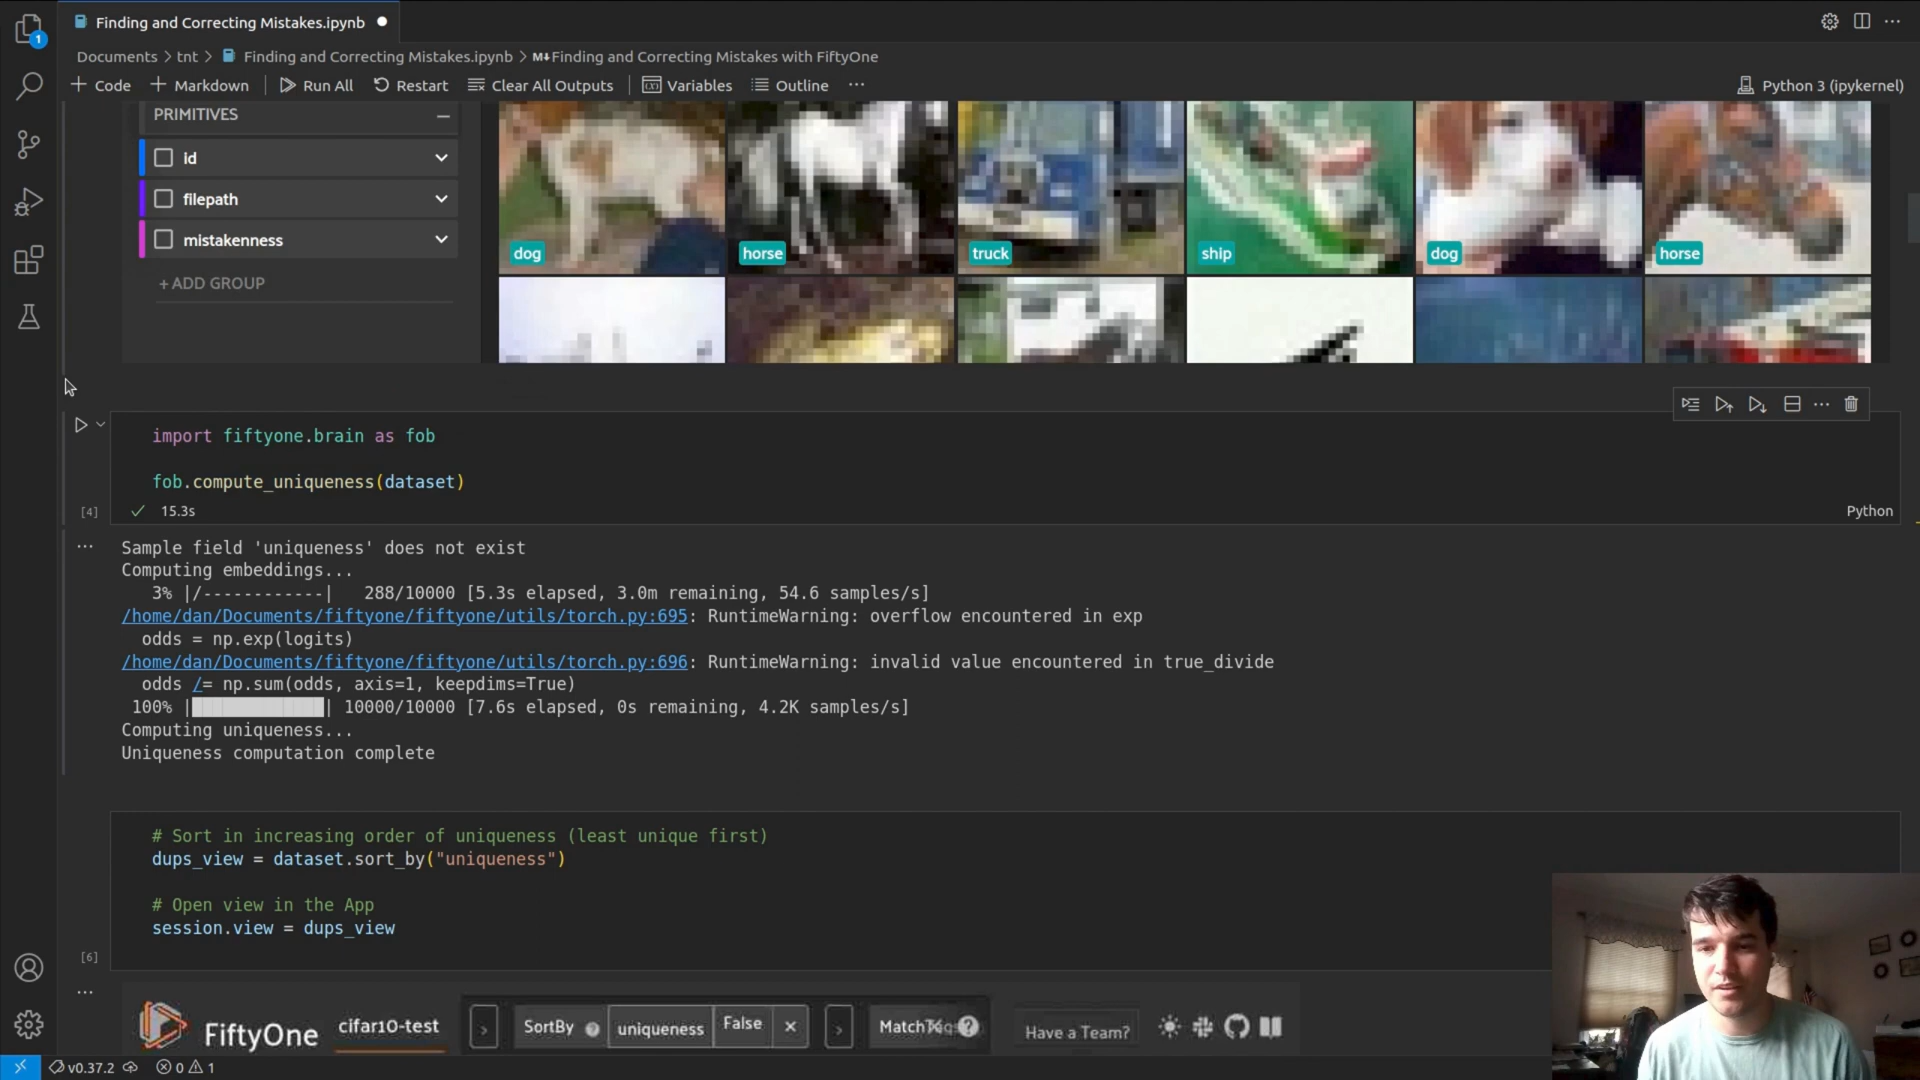 Finding and Correcting Mistakes.ipynb
1
Documents > tnt > Finding and Correcting Mistakes.ipynb > M↓Finding and Correcting Mistakes with FiftyOne
+ Code + Markdown Run All Restart Clear All Outputs Variables Outline ... Python 3 (ipykernel)
PRIMITIVES
id
filepath
mistakenness
+ ADD GROUP
dog horse truck ship dog horse
import fiftyone.brain as fob
fob.compute_uniqueness(dataset)
[4] ✓ 15.3s Python
... Sample field 'uniqueness' does not exist
Computing embeddings...
3% |/------------| 288/10000 [5.3s elapsed, 3.0m remaining, 54.6 samples/s]
/home/dan/Documents/fiftyone/fiftyone/utils/torch.py:695: RuntimeWarning: overflow encountered in exp
odds = np.exp(logits)
/home/dan/Documents/fiftyone/fiftyone/utils/torch.py:696: RuntimeWarning: invalid value encountered in true_divide
odds /= np.sum(odds, axis=1, keepdims=True)
100% |█████████████| 10000/10000 [7.6s elapsed, 0s remaining, 4.2K samples/s]
Computing uniqueness...
Uniqueness computation complete
# Sort in increasing order of uniqueness (least unique first)
dups_view = dataset.sort_by("uniqueness")
# Open view in the App
session.view = dups_view
[6]
...
FiftyOne cifar10-test > SortBy ? uniqueness False × > Have a Team?
v0.37.2 0 1